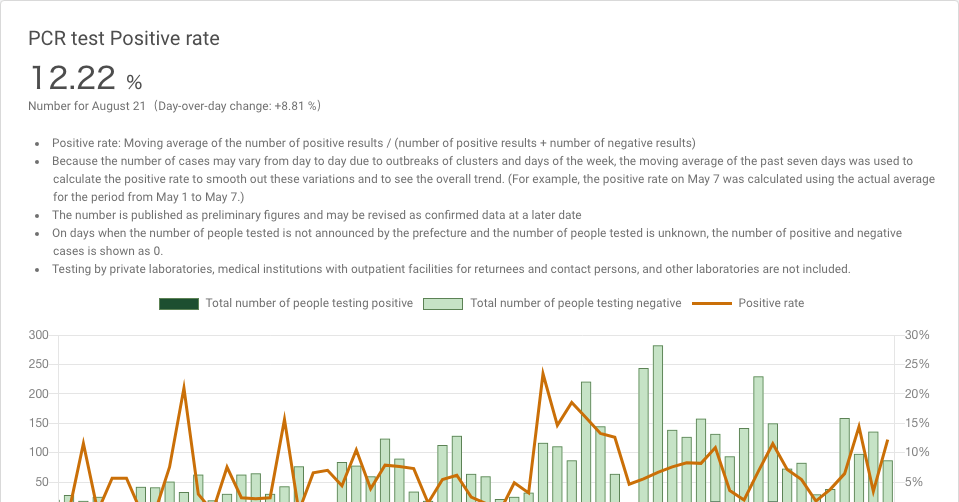 PCR test Positive rate
12.22 %
Number for August 21 (Day-over-day change: +8.81 %)
• Positive rate: Moving average of the number of positive results / (number of positive results + number of negative results)
• Because the number of cases may vary from day to day due to outbreaks of clusters and days of the week, the moving average of the past seven days was used to
calculate the positive rate to smooth out these variations and to see the overall trend. (For example, the positive rate on May 7 was calculated using the actual average
for the period from May 1 to May 7.)
• The number is published as preliminary figures and may be revised as confirmed data at a later date
• On days when the number of people tested is not announced by the prefecture and the number of people tested is unknown, the number of positive and negative
cases is shown as 0.
• Testing by private laboratories, medical institutions with outpatient facilities for returnees and contact persons, and other laboratories are not included.
Total number of people testing positive Total number of people testing negative Positive rate
300 30%
250 25%
200 20%
150 15%
100 10%
50 5%